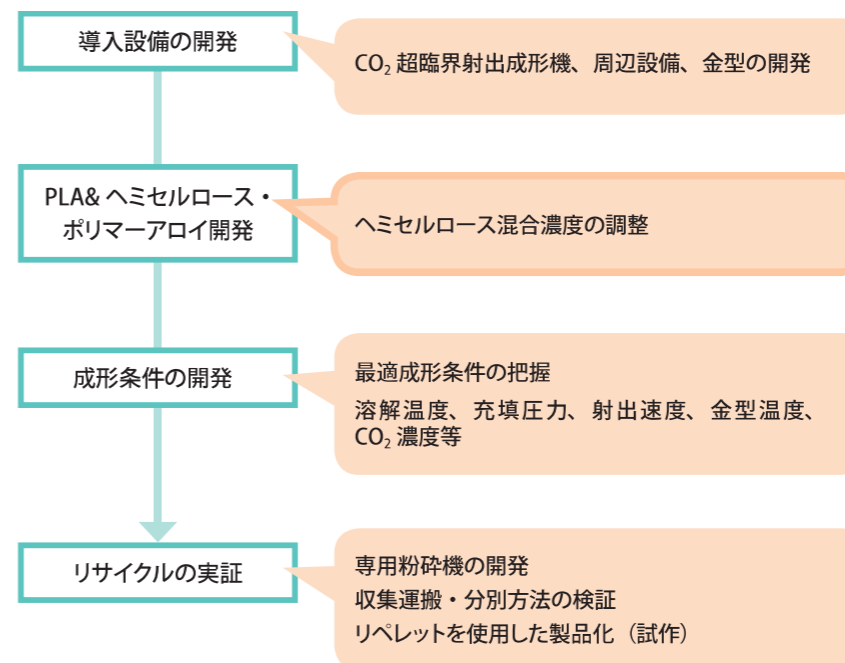 導入設備の開発
CO₂ 超臨界射出成形機、周辺設備、金型の開発
PLA& ヘミセルロース・
ポリマーアロイ開発
ヘミセルロース混合濃度の調整
成形条件の開発
最適成形条件の把握
溶解温度、充填圧力、射出速度、金型温度、
CO₂ 濃度等
リサイクルの実証
専用粉砕機の開発
収集運搬・分別方法の検証
リペレットを使用した製品化（試作）